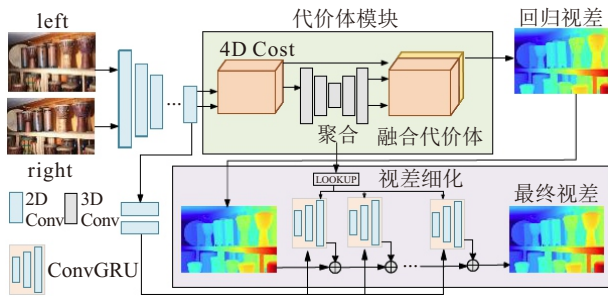 left
代价体模块
回归视差
4D Cost
...
聚合
融合代价体
right
LOOKUP
视差细化
最终视差
2D
Conv
3D
Conv
ConvGRU
...